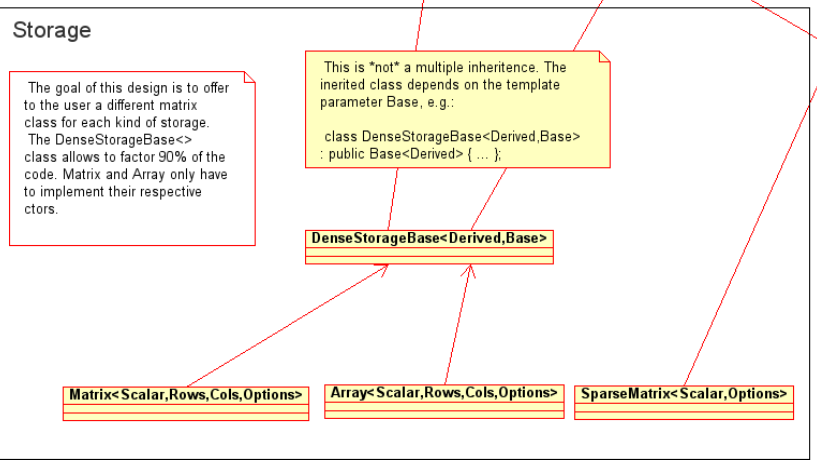 Storage
The goal of this design is to offer
to the user a different matrix
class for each kind of storage.
The DenseStorageBase<>
class allows to factor 90% of the
code. Matrix and Array only have
to implement their respective
ctors.
This is *not* a multiple inheritence. The
inerited class depends on the template
parameter Base, e.g.:
class DenseStorageBase<Derived,Base>
: public Base<Derived> { ... };
DenseStorageBase<Derived,Base>
Matrix<Scalar,Rows,Cols,Options>
Array<Scalar,Rows,Cols,Options>
SparseMatrix<Scalar,Options>